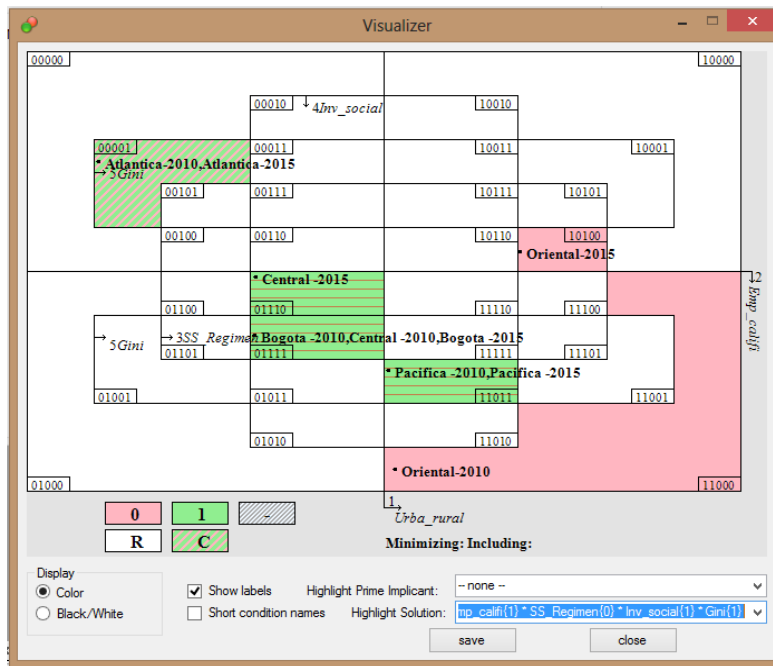 Visualizer
00000 10000
00010 4Inv_social 10010
00001 00011 10011 10001
Atlantica-2010,Atlantica-2015
5Gini
00101 00111 10111 10101
00100 00110 10110 10100
Oriental-2015
Central -2015 2
Emp_califi
01100 01110 11110 11100
5Gini 3SS_Regimen Bogota -2010,Central -2010,Bogota -2015
01101 01111 11111 11101
Pacifica -2010,Pacifica -2015
01001 01011 11011 11001
01010 11010
Oriental-2010
01000 11000
1
Urba_rural
0 1 -
R C Minimizing: Including:
Display
Color
Black/White
Show labels
Short condition names
Highlight Prime Implicant: -- none --
Highlight Solution: mp_califi{1} * SS_Regimen{0} * Inv_social{1} * Gini{1}
save close